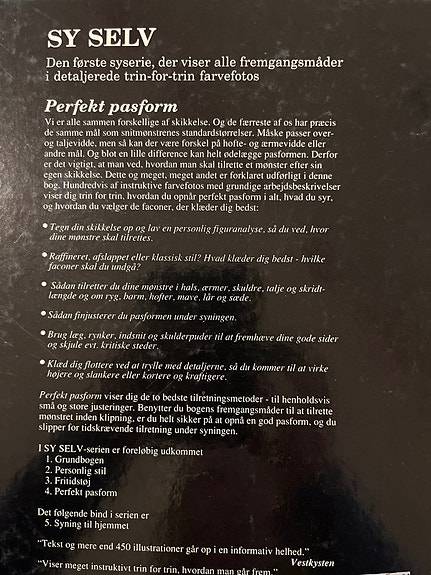 SY SELV
Den første syserie, der viser alle fremgangsmåder
i detaljerede trin-for-trin farvefotos
Perfekt pasform
Vi er alle sammen forskellige af skikkelse. Og de færreste af os har præcis
de samme mål som snitmønstrenes standardstørrelser. Måske passer over-
og taljevidde, men så kan der være forskel på hofte- og ærmevidde eller
andre mål. Og blot en lille difference kan helt ødelægge pasformen. Derfor
er det vigtigt, at man ved, hvordan man skal tilrette et mønster efter sin
egen skikkelse. Dette og meget, meget andet er forklaret udførligt i denne
bog. Hundredvis af instruktive farvefotos med grundige arbejdsbeskrivelser
viser dig trin for trin, hvordan du opnår perfekt pasform i alt, hvad du syr,
og hvordan du vælger de faconer, der klæder dig bedst:
• Tegn din skikkelse op og lav en personlig figuranalyse, så du ved, hvor
dine mønstre skal tilrettes.
• Raffineret, afslappet eller klassisk stil? Hvad klæder dig bedst - hvilke
faconer skal du undgå?
• Sådan tilretter du dine mønstre i hals, ærmer, skuldre, talje og skridt-
længde og om ryg, barm, hofter, mave, lår og sæde.
• Sådan finjusterer du pasformen under syningen.
• Brug læg, rynker, indsnit og skulderpuder til at fremhæve dine gode sider
og skjule evt. kritiske steder.
• Klæd dig flottere ved at trylle med detaljerne, så du kommer til at virke
højere og slankere eller kortere og kraftigere.
Perfekt pasform viser dig de to bedste tilretningsmetoder - til henholdsvis
små og store justeringer. Benytter du bogens fremgangsmåder til at tilrette
mønstret inden klipning, er du helt sikker på at opnå en god pasform, og du
slipper for tidskrævende tilretning under syningen.
I SY SELV-serien er foreløbig udkommet
1. Grundbogen
2. Personlig stil
3. Fritidstøj
4. Perfekt pasform
Det følgende bind i serien er
5. Syning til hjemmet
“Tekst og mere end 450 illustrationer går op i en informativ helhed.”
Vestkysten
“Viser meget instruktivt trin for trin, hvordan man går frem.”